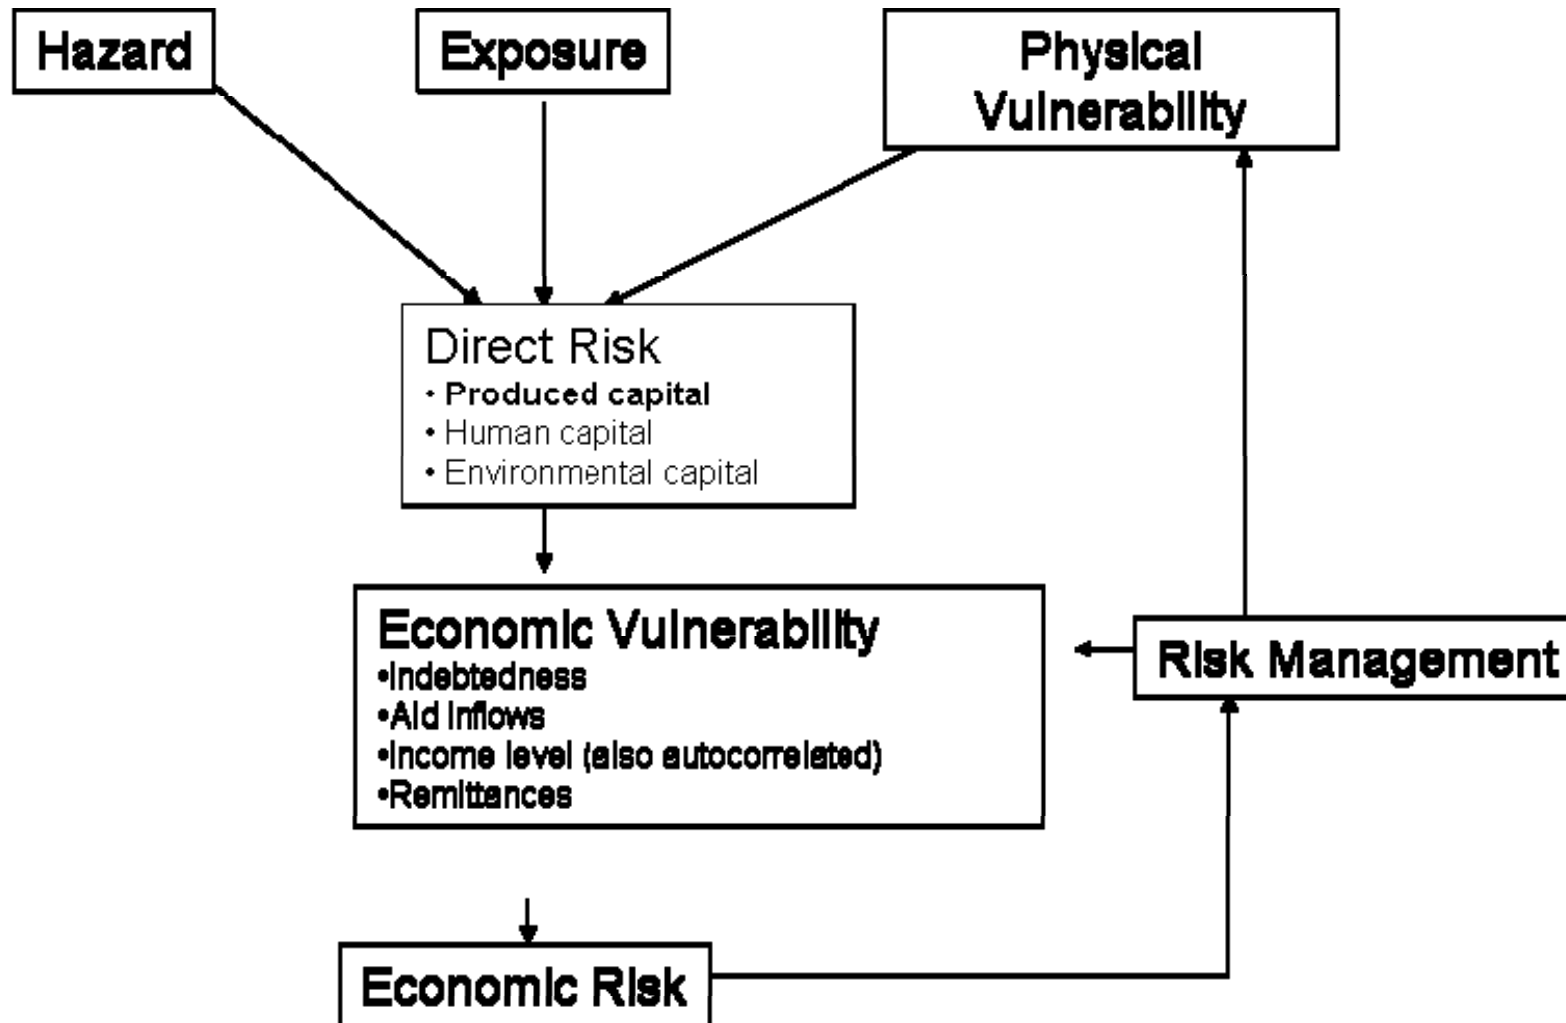 Hazard
Exposure
Physical
Vulnerability
Direct Risk
• Produced capital
• Human capital
• Environmental capital
Economic Vulnerability
•Indebtedness
•Aid inflows
•Income level (also autocorrelated)
•Remittances
Risk Management
Economic Risk